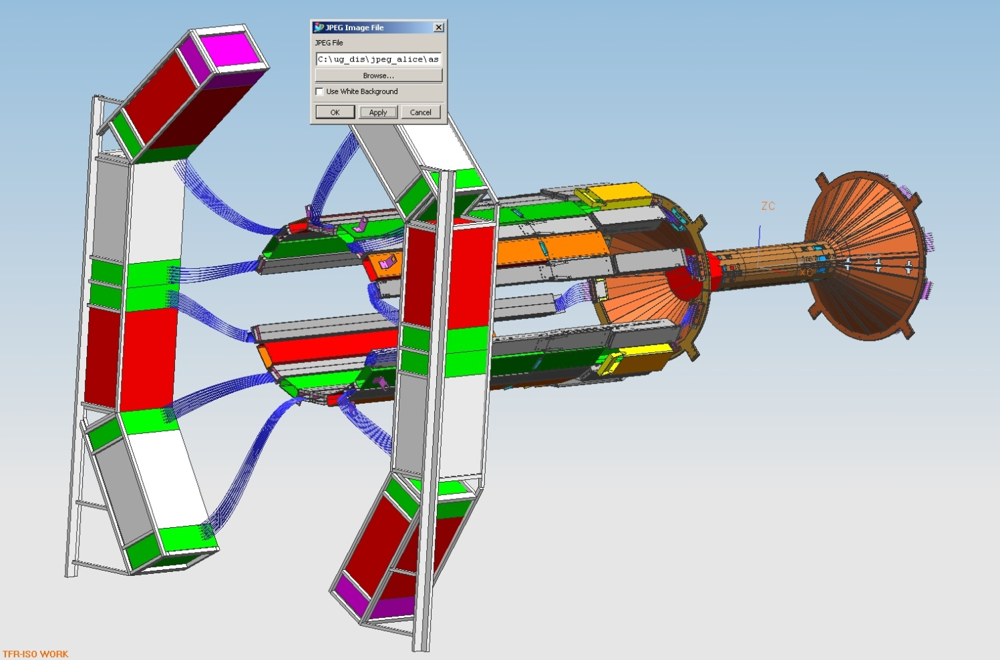 JPEG Image File
JPEG File
C:\ug_dis\jpeg_alice\as
Browse...
Use White Background
OK Apply Cancel
ZC
XC
TFR-ISO WORK